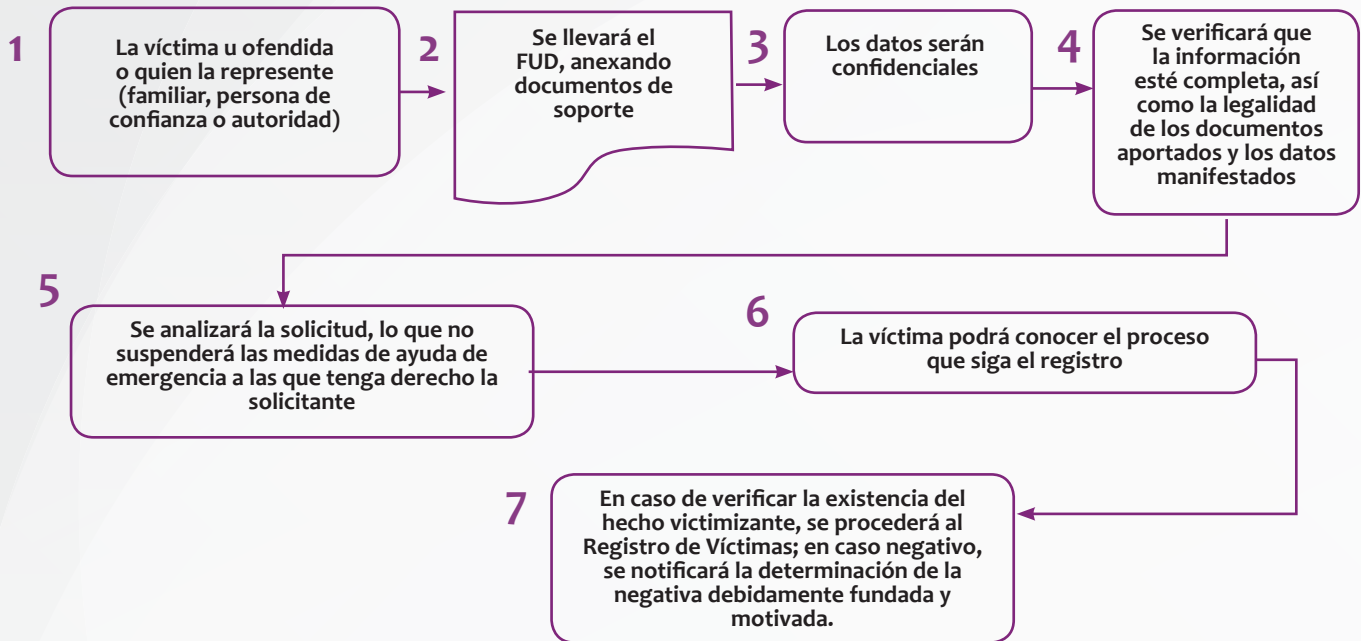 1
La víctima u ofendida
o quien la represente
(familiar, persona de
confianza o autoridad)
2
Se llevará el
FUD, anexando
documentos de
soporte
3
Los datos serán
confidenciales
4
Se verificará que
la información
esté completa, así
como la legalidad
de los documentos
aportados y los datos
manifestados
5
Se analizará la solicitud, lo que no
suspenderá las medidas de ayuda de
emergencia a las que tenga derecho la
solicitante
6
La víctima podrá conocer el proceso
que siga el registro
7
En caso de verificar la existencia del
hecho victimizante, se procederá al
Registro de Víctimas; en caso negativo,
se notificará la determinación de la
negativa debidamente fundada y
motivada.